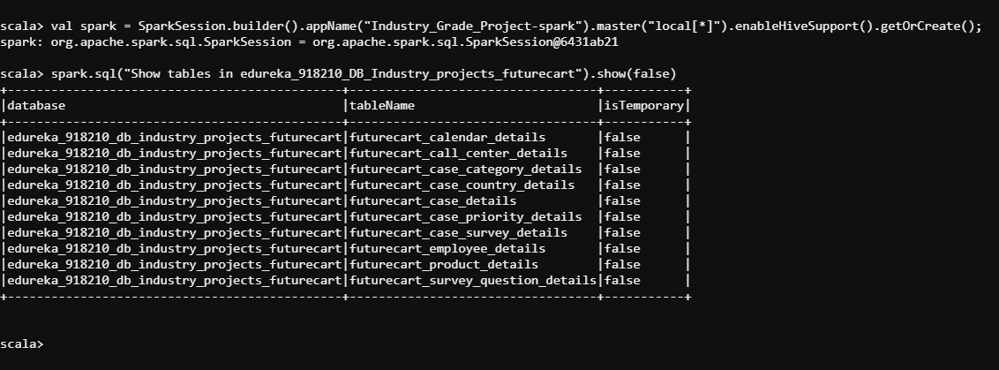 scala> val spark = SparkSession.builder().appName("Industry_Grade_Project-spark").master("local[*]").enableHiveSupport().getOrCreate();
spark: org.apache.spark.sql.SparkSession = org.apache.spark.sql.SparkSession@6431ab21
scala> spark.sql("Show tables in edureka_918210_DB_Industry_projects_futurecart").show(false)
+----------------------------------------------+----------------------------------+-----------+
|database                                      |tableName                         |isTemporary|
+----------------------------------------------+----------------------------------+-----------+
|edureka_918210_db_industry_projects_futurecart|futurecart_calendar_details       |false      |
|edureka_918210_db_industry_projects_futurecart|futurecart_call_center_details    |false      |
|edureka_918210_db_industry_projects_futurecart|futurecart_case_category_details  |false      |
|edureka_918210_db_industry_projects_futurecart|futurecart_case_country_details   |false      |
|edureka_918210_db_industry_projects_futurecart|futurecart_case_details           |false      |
|edureka_918210_db_industry_projects_futurecart|futurecart_case_priority_details  |false      |
|edureka_918210_db_industry_projects_futurecart|futurecart_case_survey_details    |false      |
|edureka_918210_db_industry_projects_futurecart|futurecart_employee_details       |false      |
|edureka_918210_db_industry_projects_futurecart|futurecart_product_details        |false      |
|edureka_918210_db_industry_projects_futurecart|futurecart_survey_question_details|false      |
+----------------------------------------------+----------------------------------+-----------+
scala>